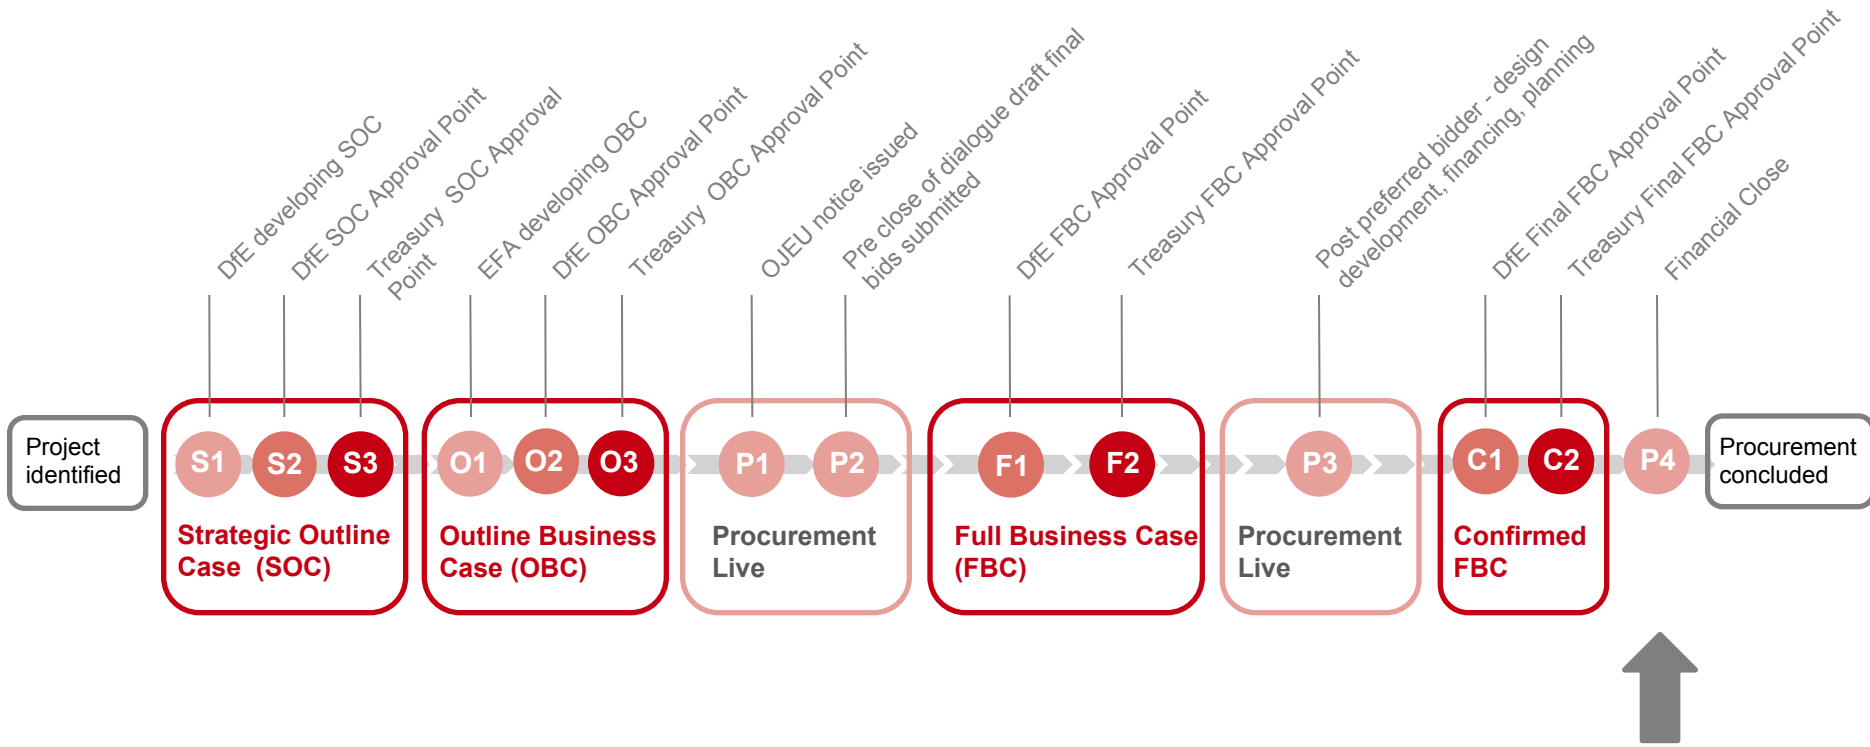 DfE developing SOC
DfE SOC Approval Point
Treasury SOC Approval
Point
EFA developing OBC
DfE OBC Approval Point
Treasury OBC Approval Point
OJEU notice issued
Pre close of dialogue draft final
bids submitted
DfE FBC Approval Point
Treasury FBC Approval Point
Post preferred bidder - design
development, financing, planning
DfE Final FBC Approval Point
Treasury Final FBC Approval Point
Financial Close
Project
identified
S1
S2
S3
Strategic Outline
Case (SOC)
O1
O2
O3
Outline Business
Case (OBC)
P1
P2
Procurement
Live
F1
F2
Full Business Case
(FBC)
P3
Procurement
Live
C1
C2
Confirmed
FBC
P4
Procurement
concluded